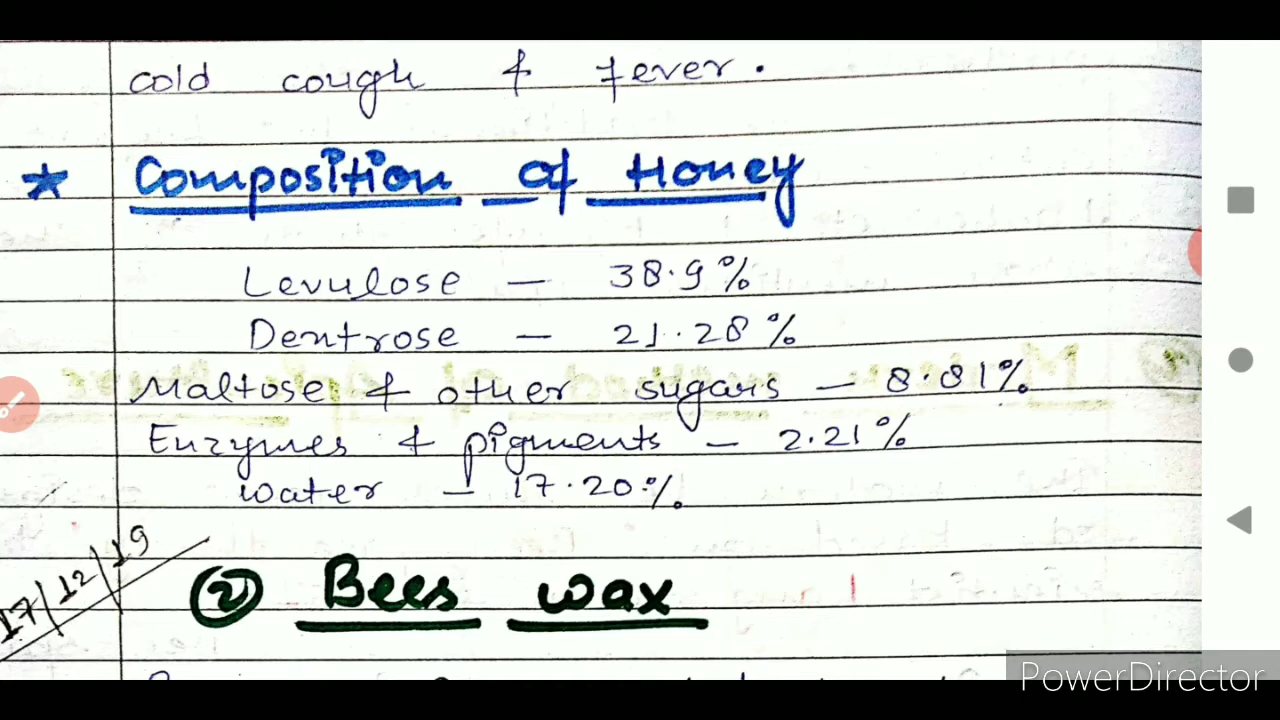 cold cough & fever.
* Composition of Honey
Levulose — 38.9%
Dextrose — 21.28%
Maltose & other sugars — 8.81%
Enzymes & pigments — 2.21%
water — 17.20%.
17/12/19
② Bees wax
PowerDirector